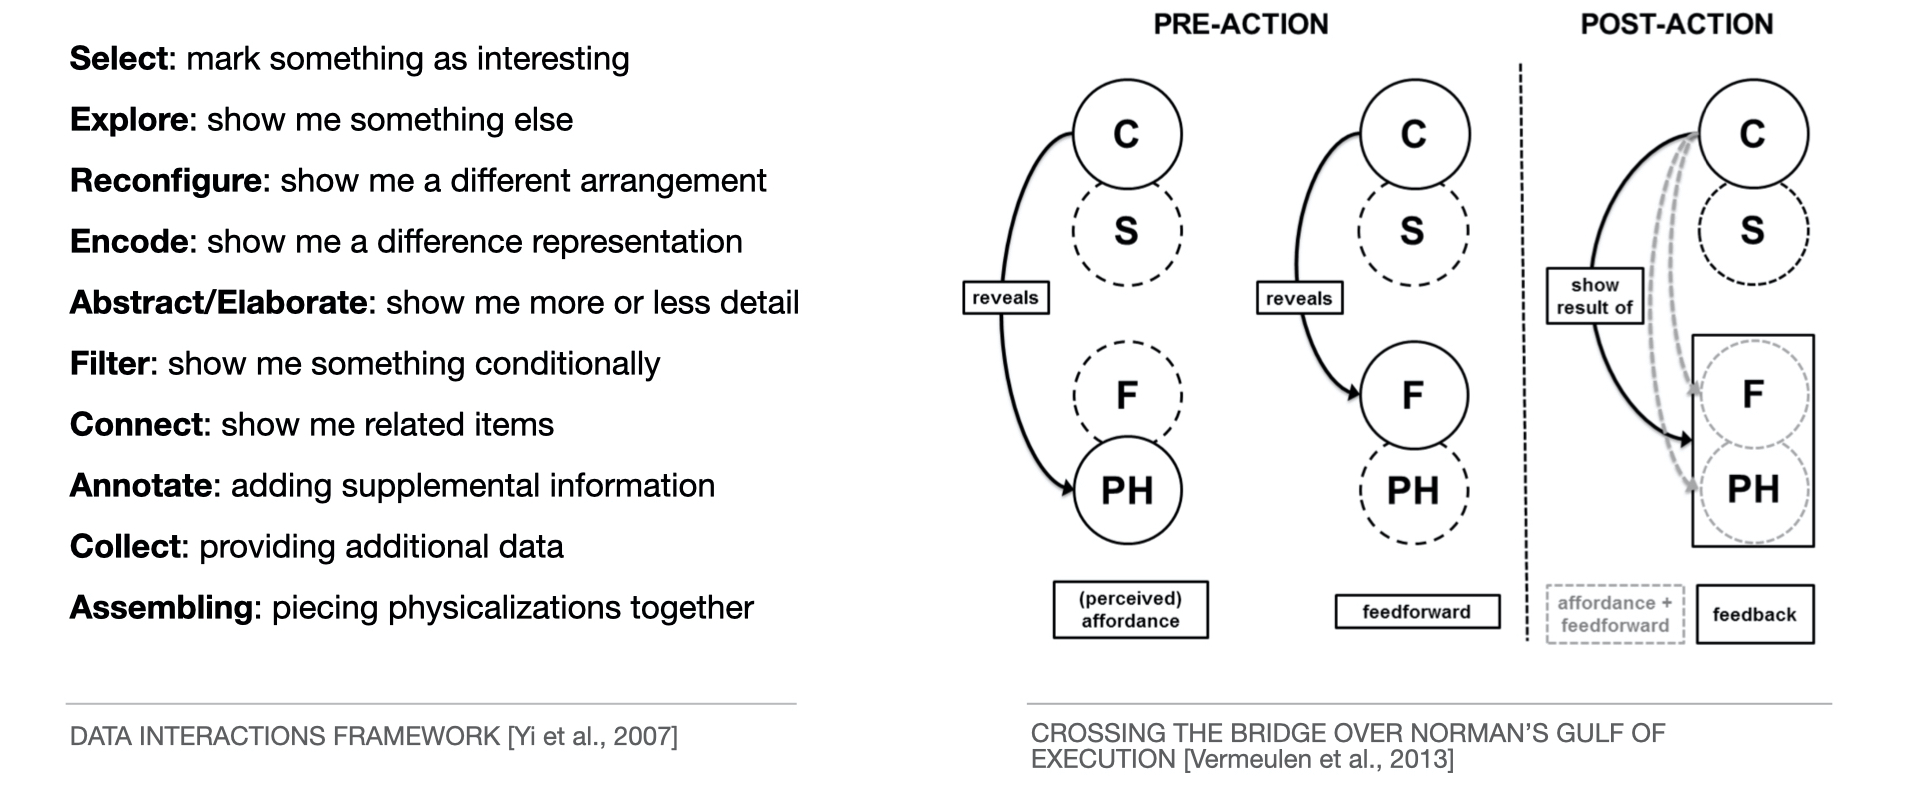 Select: mark something as interesting
Explore: show me something else
Reconfigure: show me a different arrangement
Encode: show me a difference representation
Abstract/Elaborate: show me more or less detail
Filter: show me something conditionally
Connect: show me related items
Annotate: adding supplemental information
Collect: providing additional data
Assembling: piecing physicalizations together
DATA INTERACTIONS FRAMEWORK [Yi et al., 2007]
PRE-ACTION
C
S
reveals
F
PH
(perceived)
affordance
C
S
reveals
F
PH
feedforward
POST-ACTION
C
S
show
result of
F
PH
affordance +
feedforward
feedback
CROSSING THE BRIDGE OVER NORMAN'S GULF OF
EXECUTION [Vermeulen et al., 2013]